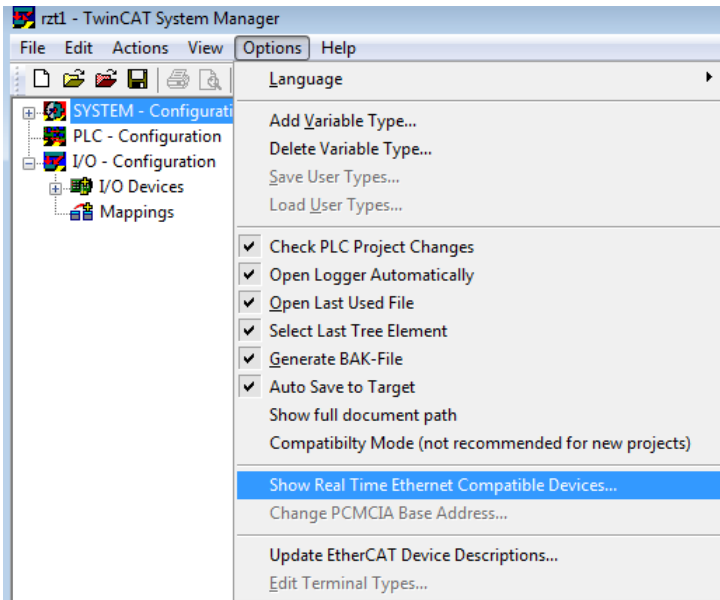 rzt1 - TwinCAT System Manager
File Edit Actions View Options Help
Language
SYSTEM - Configurati
PLC - Configuration
I/O - Configuration
I/O Devices
Mappings
Add Variable Type...
Delete Variable Type...
Save User Types...
Load User Types...
Check PLC Project Changes
Open Logger Automatically
Open Last Used File
Select Last Tree Element
Generate BAK-File
Auto Save to Target
Show full document path
Compatibilty Mode (not recommended for new projects)
Show Real Time Ethernet Compatible Devices...
Change PCMCIA Base Address...
Update EtherCAT Device Descriptions...
Edit Terminal Types...